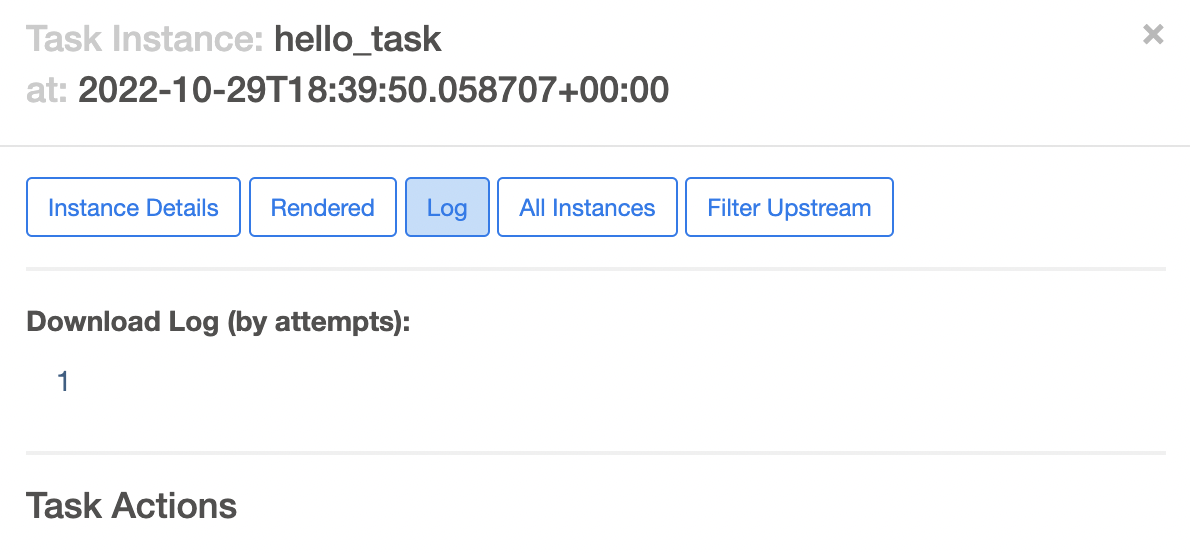 Task Instance: hello_task
at: 2022-10-29T18:39:50.058707+00:00
×
Instance Details Rendered Log All Instances Filter Upstream
Download Log (by attempts):
1
Task Actions